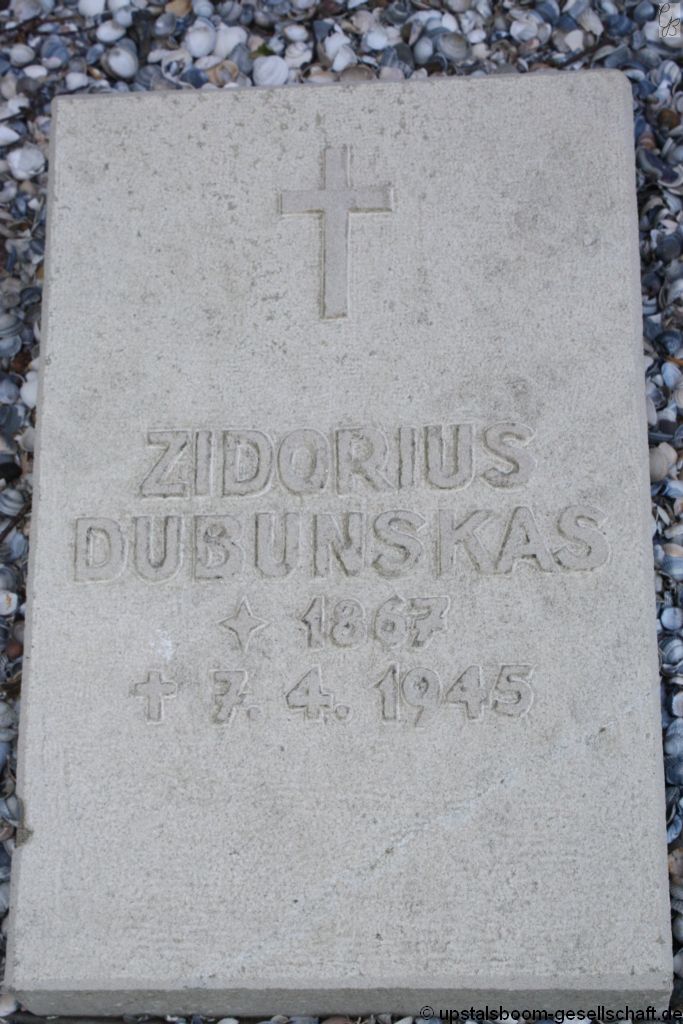 ZIDORIUS
DUBUNSKAS
1867
7. 4. 1945
© upstalsboom-gesellschaft.de